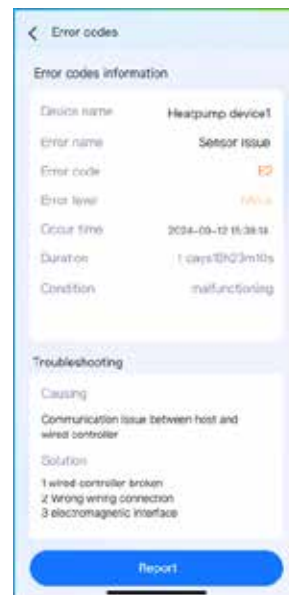 Error codes
Error codes information
Device name Heatpump device1
Error name Sensor issue
Error code E2
Error level
Occur time 2024-09-12 15:38:14
Duration 1 days18h23m10s
Condition malfunctioning
Troubleshooting
Causing
Communication issue between host and
wired controller
Solution
1 wired controller broken
2 Wrong wiring connection
3 electromagnetic interface
Report